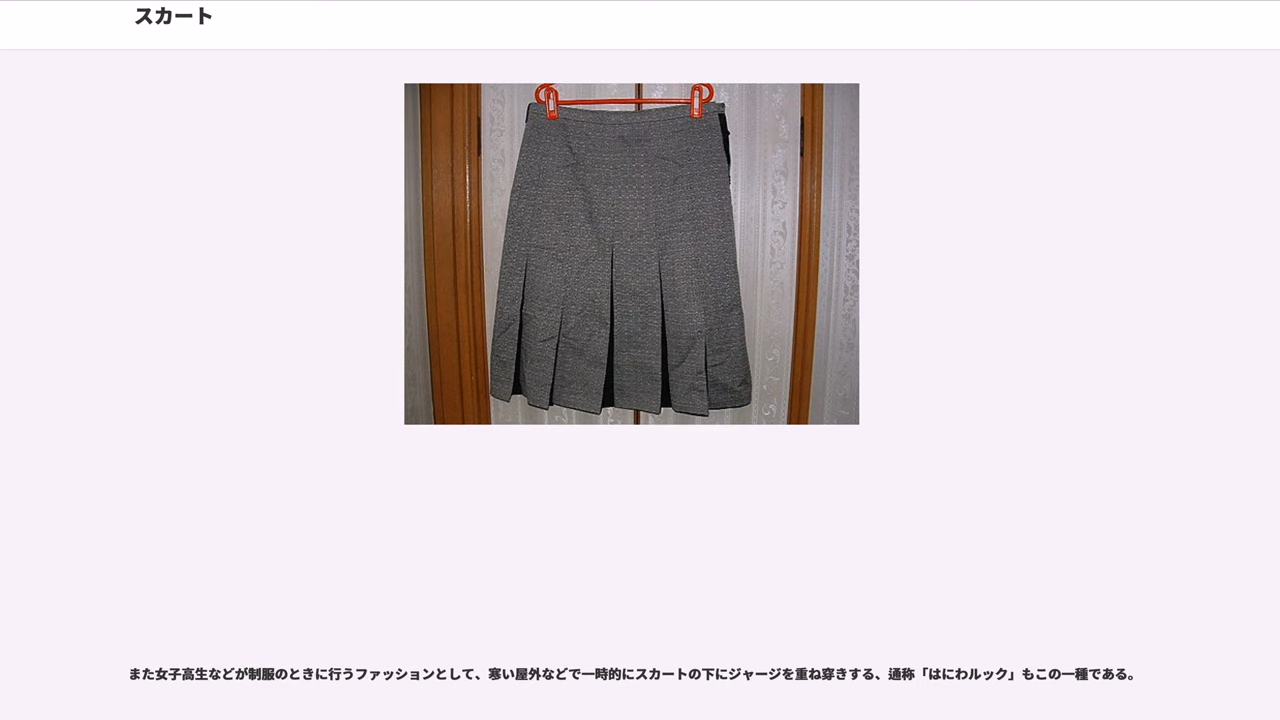 スカート
また女子高生などが制服のときに行うファッションとして、寒い屋外などで一時的にスカートの下にジャージを重ね穿きする、通称「はにわルック」もこの一種である。